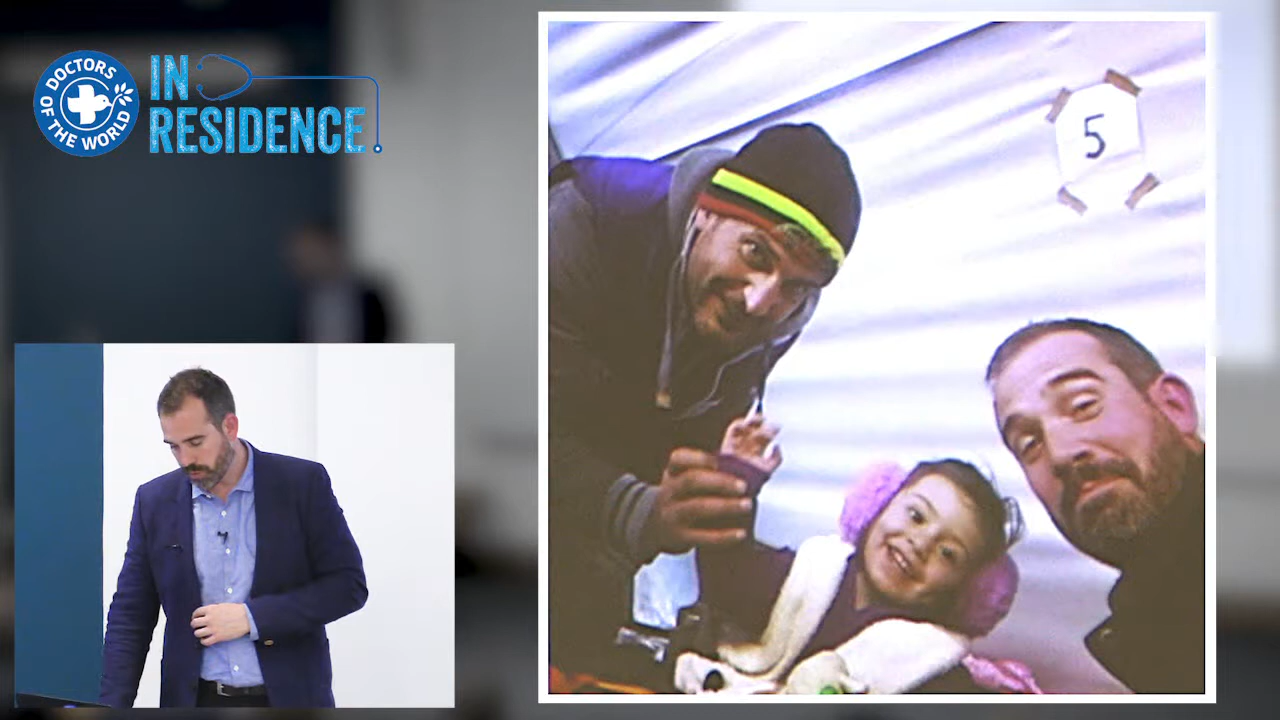 DOCTORS
OF THE WORLD
IN
RESIDENCE
5